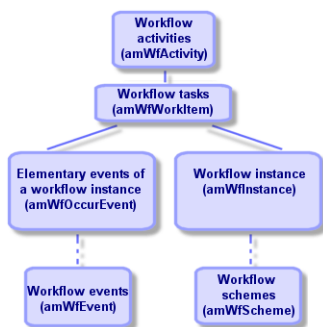 Workflow
activities
(amWfActivity)
Workflow tasks
(amWfWorkItem)
Elementary events of
a workflow instance
(amWfOccurEvent)
Workflow instance
(amWfInstance)
Workflow events
(amWfEvent)
Workflow
schemes
(amWfScheme)